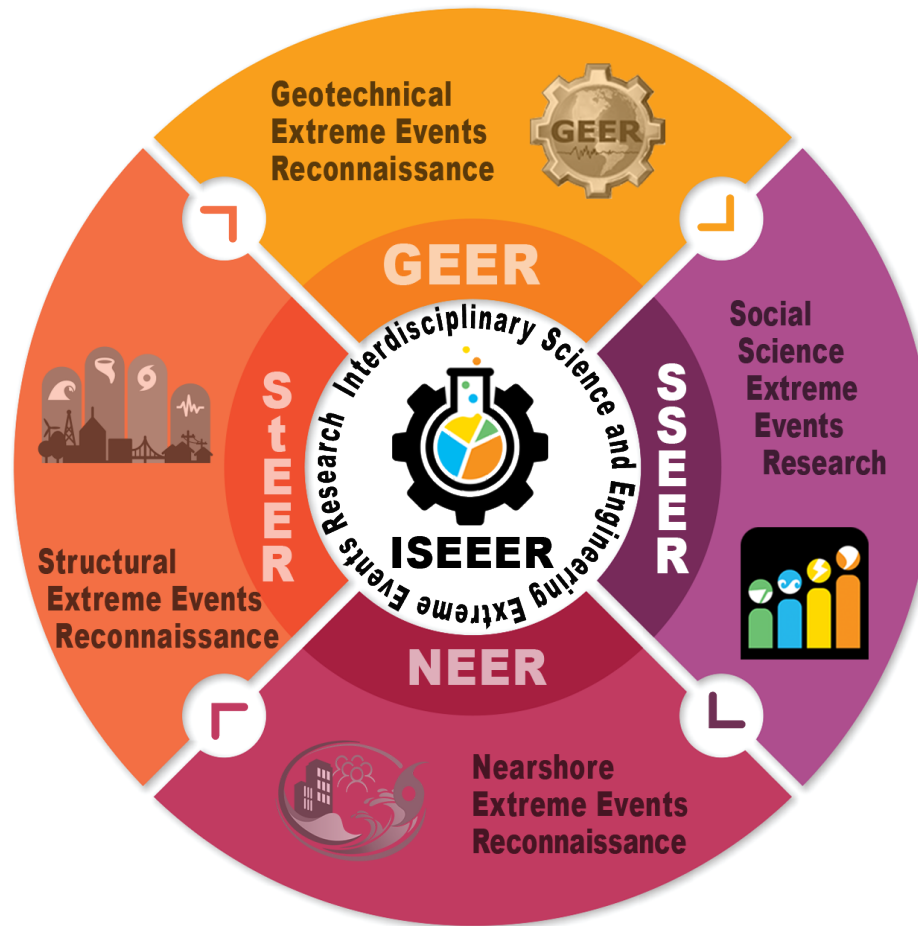 Geotechnical
Extreme Events
Reconnaissance
GEER
GEER
Social
Science
Extreme
Events
Research
SSEER
Interdisciplinary Science and Engineering Extreme Events Research
ISEEER
StEER
Structural
Extreme Events
Reconnaissance
NEER
Nearshore
Extreme Events
Reconnaissance